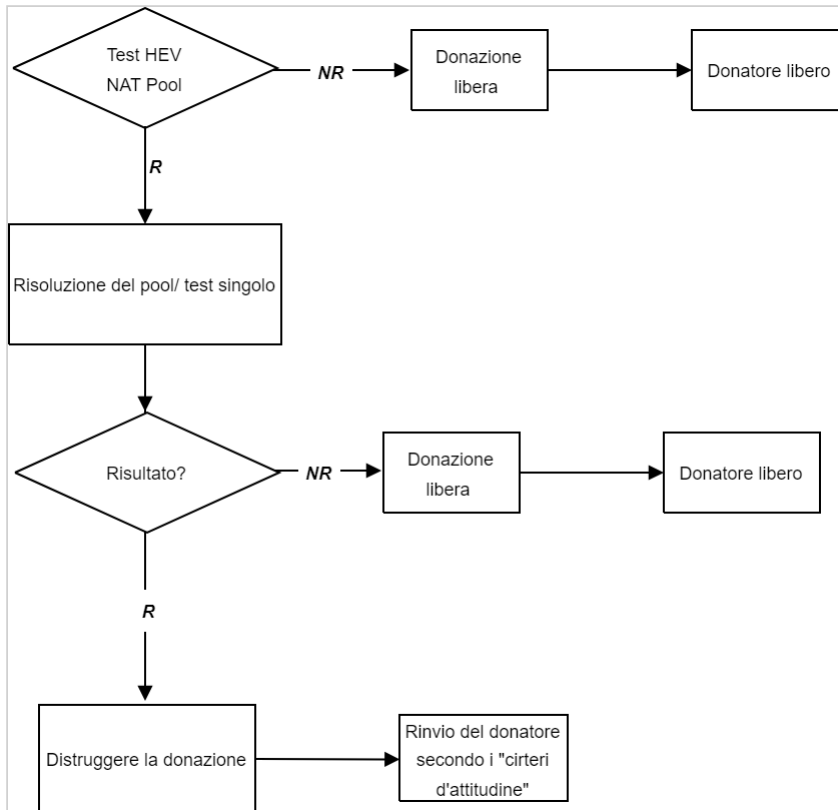 Test HEV
NAT Pool
NR
Donazione
libera
Donatore libero
R
Risoluzione del pool/ test singolo
Risultato?
NR
Donazione
libera
Donatore libero
R
Distruggere la donazione
Rinvio del donatore
secondo i "cirteri
d'attitudine"